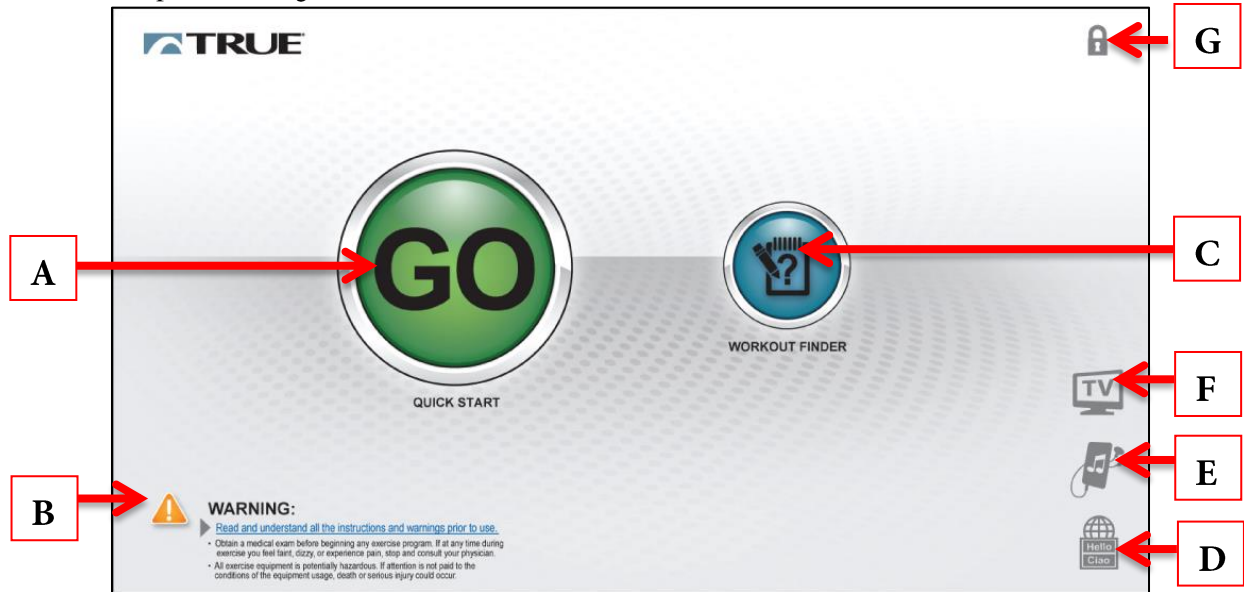 TRUE
G
GO
A
?
C
WORKOUT FINDER
QUICK START
TV
F
E
B
WARNING:
Read and understand all the instructions and warnings prior to use.
• Obtain a medical exam before beginning any exercise program. If at any time during
exercise you feel faint, dizzy, or experience pain, stop and consult your physician.
• All exercise equipment is potentially hazardous. If attention is not paid to the
conditions of the equipment usage, death or serious injury could occur.
Hello
Ciao
D